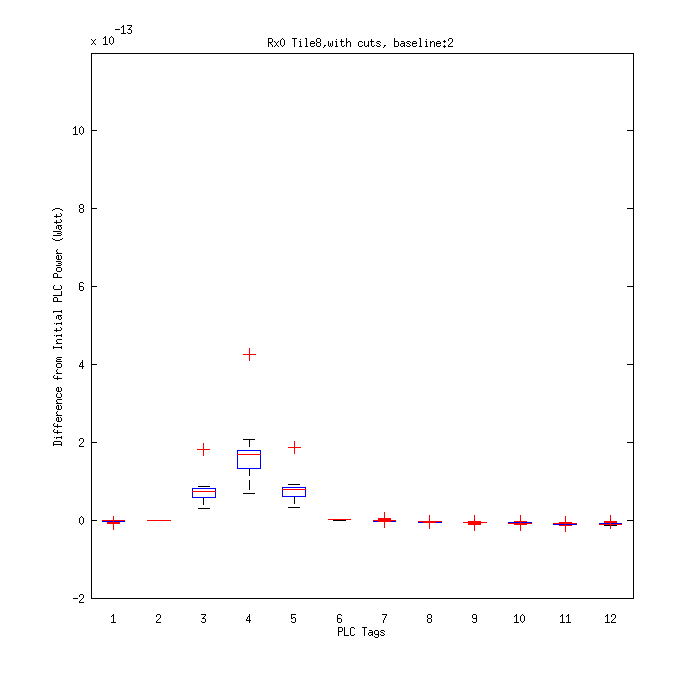 x 10-13
Rx0 Tile8,with cuts, baseline:2
Difference from Initial PLC Power (Watt)
10
8
6
4
2
0
-2
1 2 3 4 5 6 7 8 9 10 11 12
PLC Tags